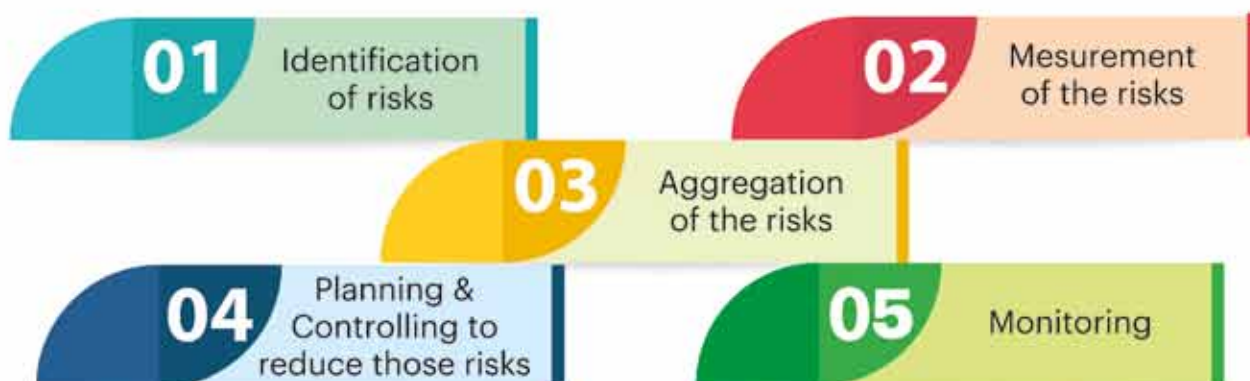 01
Identification
of risks
02
Mesurement
of the risks
03
Aggregation
of the risks
04
Planning &
Controlling to
reduce those risks
05
Monitoring